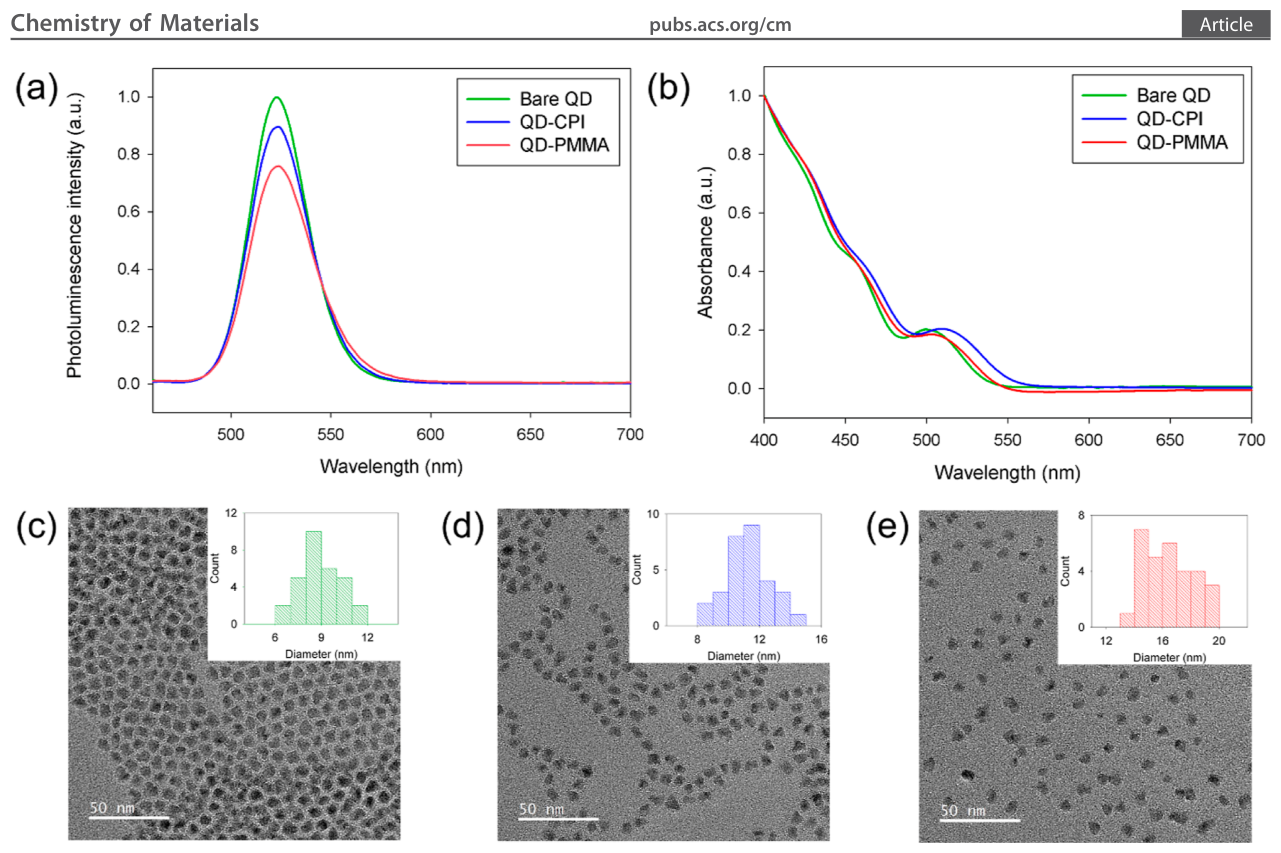 Chemistry of Materials
pubs.acs.org/cm
Article
(a)
Photoluminescence intensity (a.u.)
1.0
0.8
0.6
0.4
0.2
0.0
500
550
600
650
700
Wavelength (nm)
Bare QD
QD-CPI
QD-PMMA
(b)
Absorbance (a.u.)
1.0
0.8
0.6
0.4
0.2
0.0
400
450
500
550
600
650
700
Wavelength (nm)
Bare QD
QD-CPI
QD-PMMA
(c)
Count
12
8
4
0
6
9
12
Diameter (nm)
50 nm
(d)
Count
10
5
0
8
12
16
Diameter (nm)
50 nm
(e)
Count
8
4
0
12
16
20
Diameter (nm)
50 nm